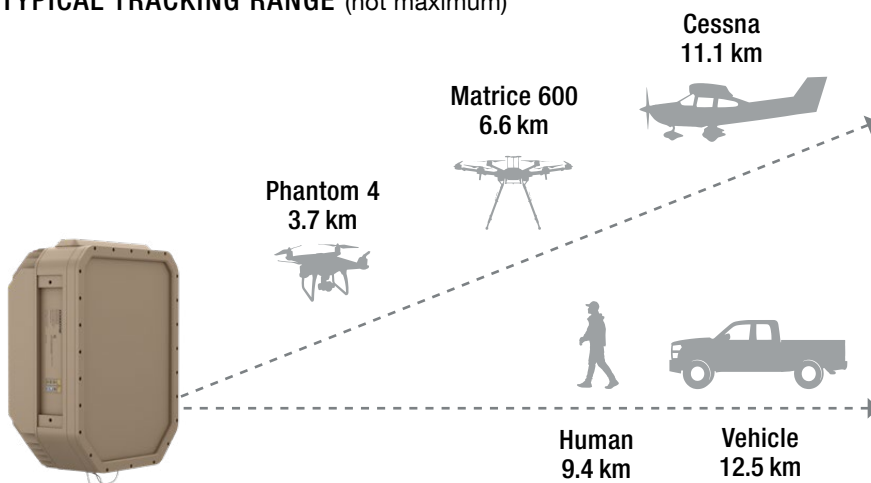 TYPICAL TRACKING RANGE (not maximum)
Cessna
11.1 km
Matrice 600
6.6 km
Phantom 4
3.7 km
Human
9.4 km
Vehicle
12.5 km